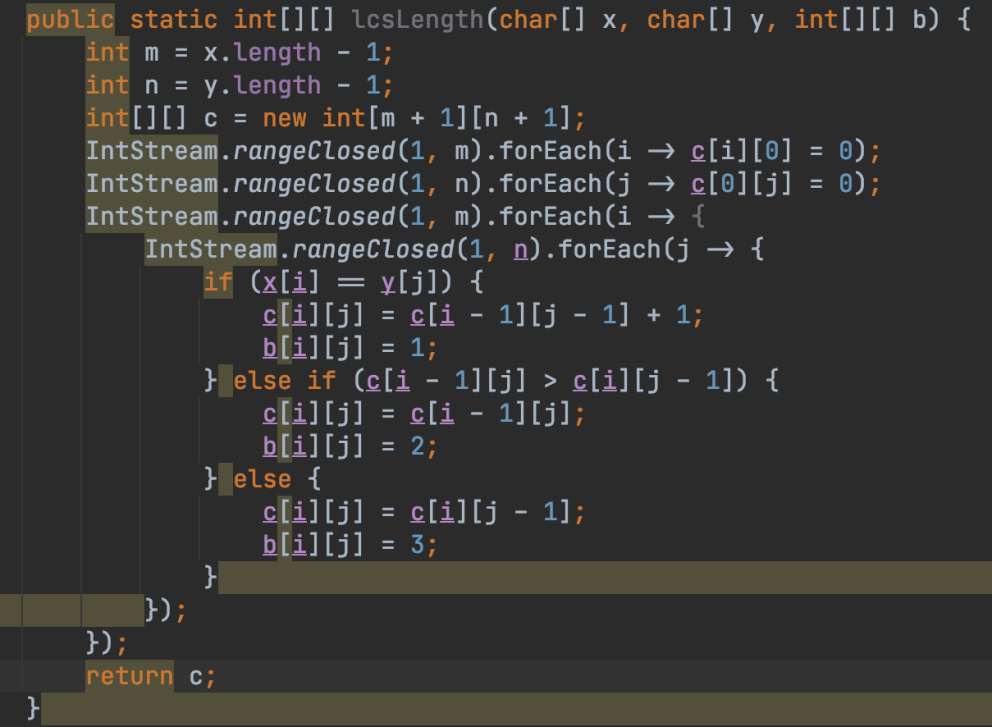 public static int[][] lcsLength(char[] x, char[] y, int[][] b) {
    int m = x.length - 1;
    int n = y.length - 1;
    int[][] c = new int[m + 1][n + 1];
    IntStream.rangeClosed(1, m).forEach(i -> c[i][0] = 0);
    IntStream.rangeClosed(1, n).forEach(j -> c[0][j] = 0);
    IntStream.rangeClosed(1, m).forEach(i -> {
        IntStream.rangeClosed(1, n).forEach(j -> {
            if (x[i] == y[j]) {
                c[i][j] = c[i - 1][j - 1] + 1;
                b[i][j] = 1;
            } else if (c[i - 1][j] > c[i][j - 1]) {
                c[i][j] = c[i - 1][j];
                b[i][j] = 2;
            } else {
                c[i][j] = c[i][j - 1];
                b[i][j] = 3;
            }
        });
    });
    return c;
}